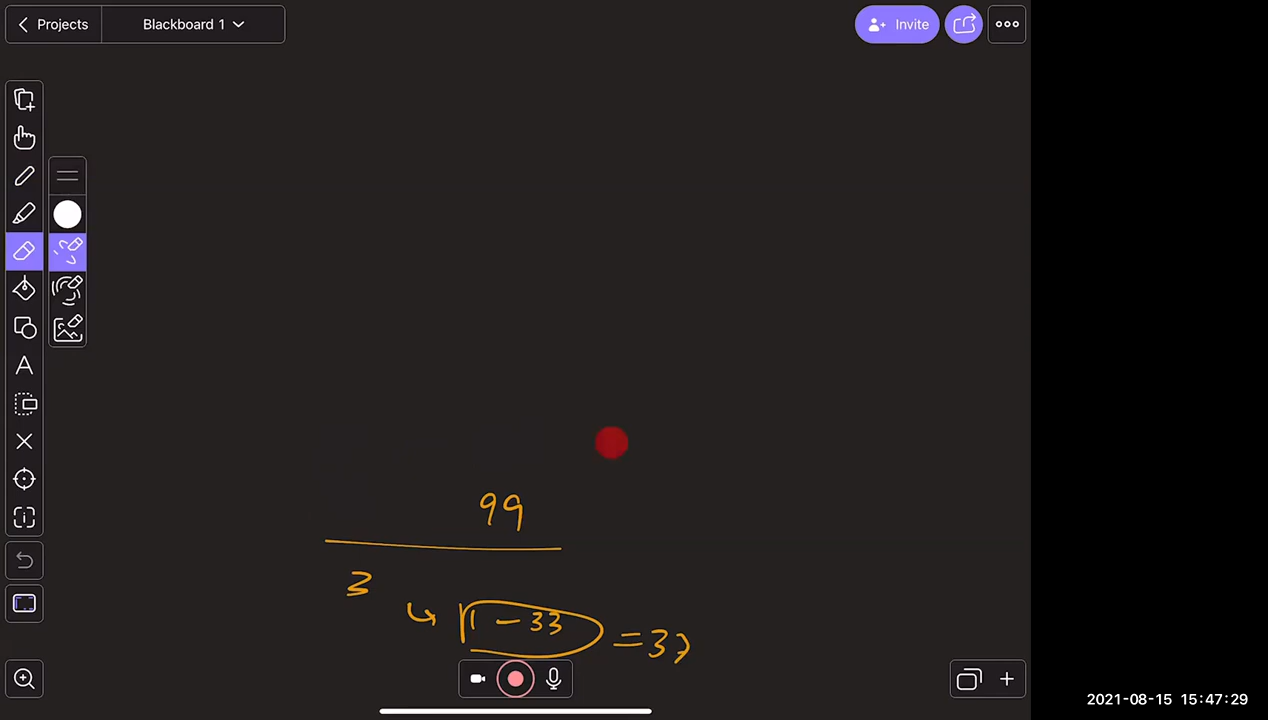 Projects
Blackboard 1
Invite
99
3
1 - 33
= 33
2021-08-15 15:47:29